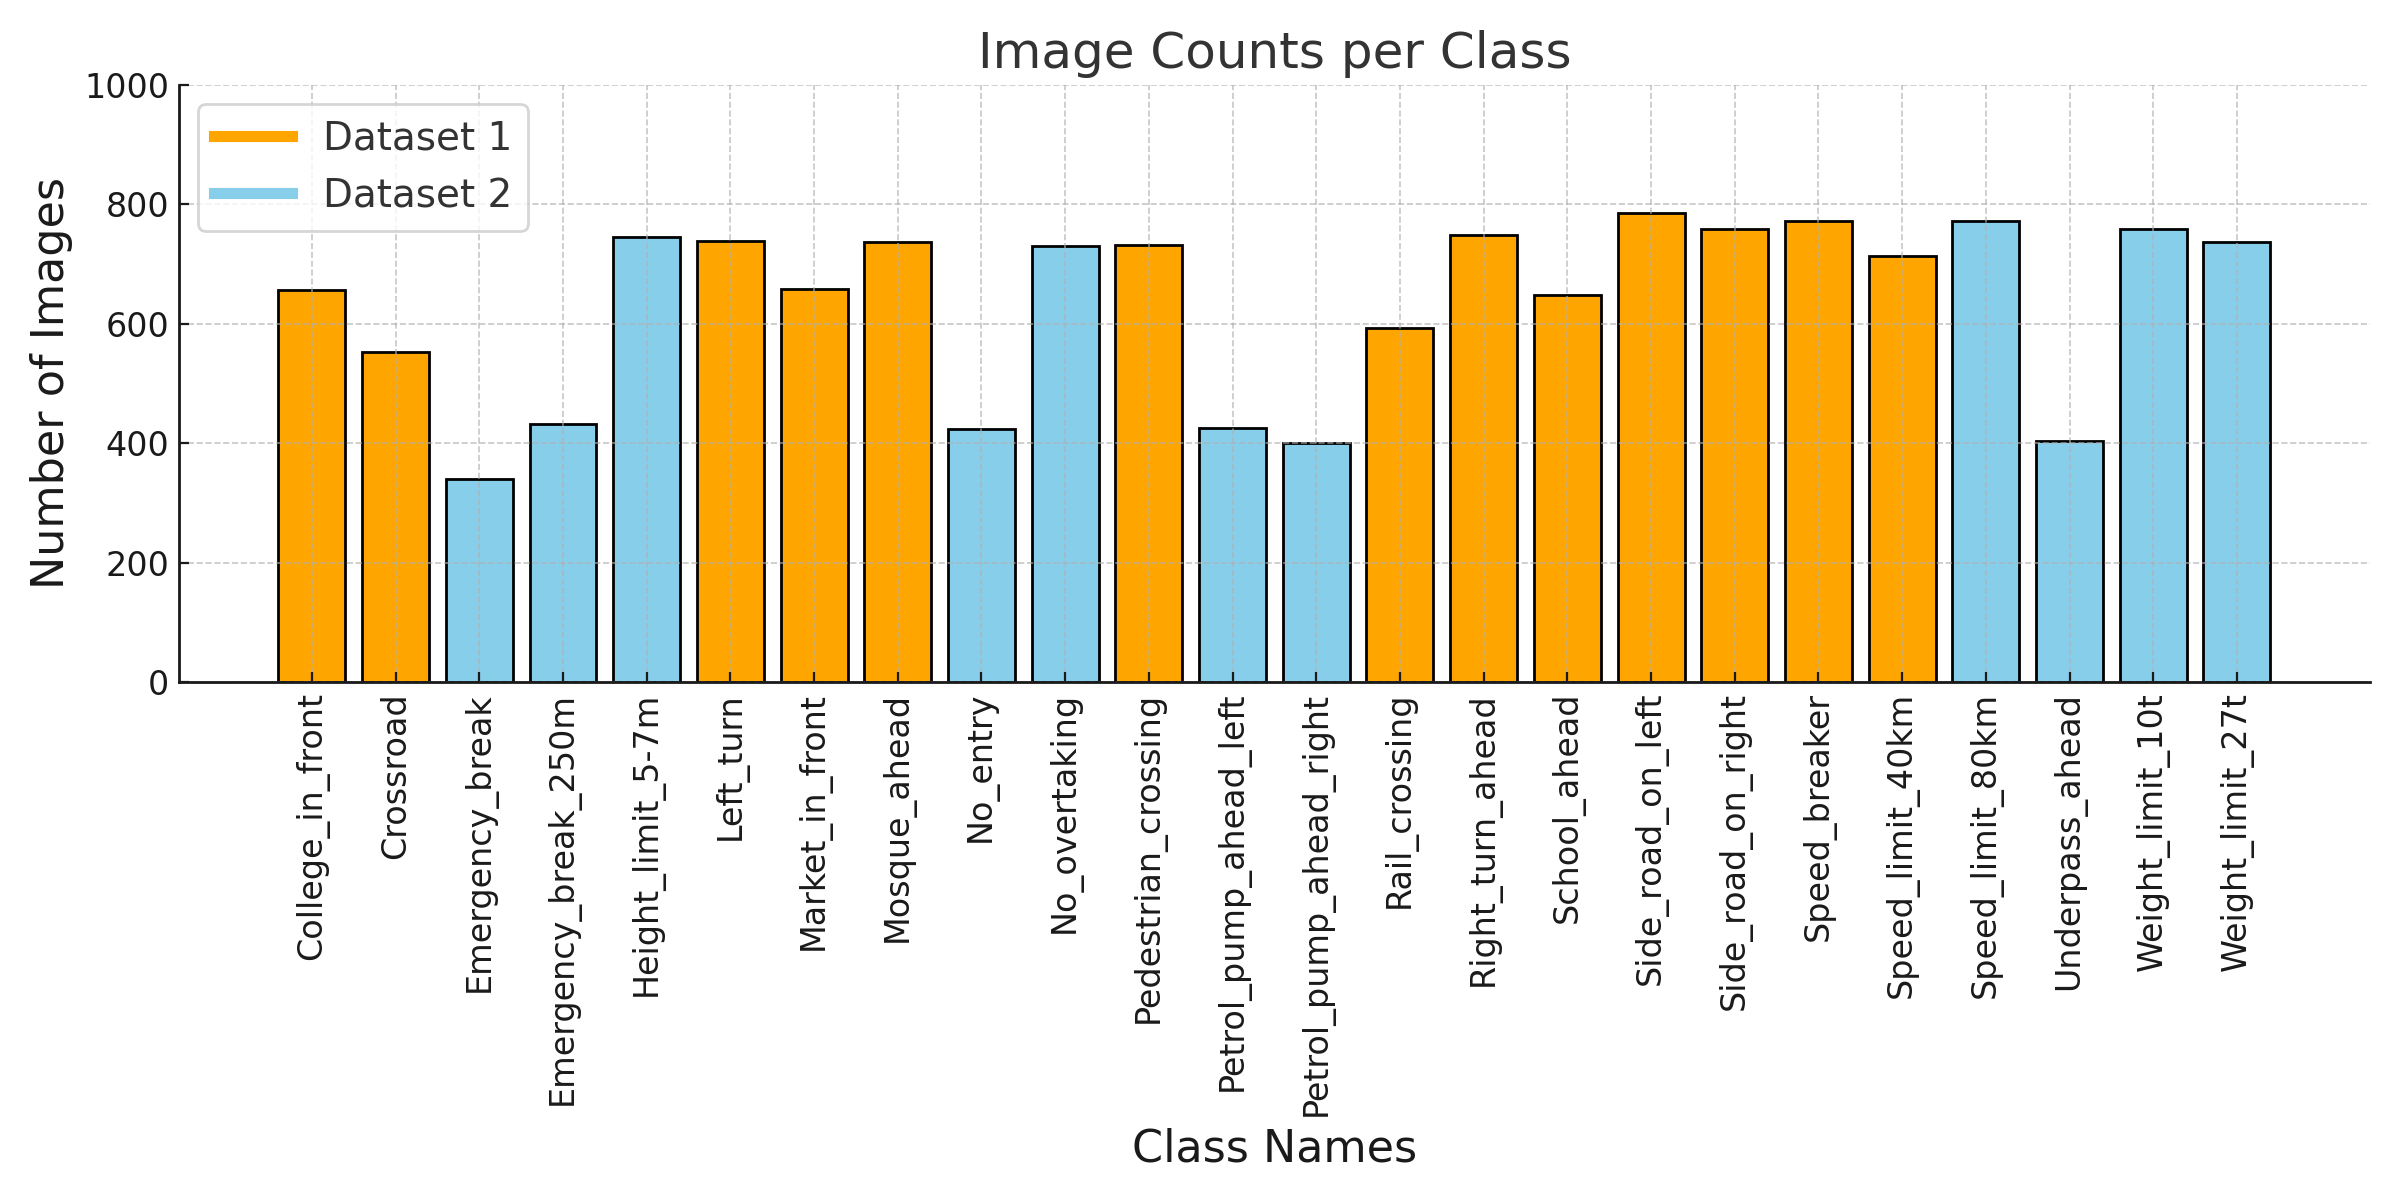 Image Counts per Class
Dataset 1
Dataset 2
Number of Images
1000
800
600
400
200
0
College_in_front
Crossroad
Emergency_break
Emergency_break_250m
Height_limit_5-7m
Left_turn
Market_in_front
Mosque_ahead
No_entry
No_overtaking
Pedestrian_crossing
Petrol_pump_ahead_left
Petrol_pump_ahead_right
Rail_crossing
Right_turn_ahead
School_ahead
Side_road_on_left
Side_road_on_right
Speed_breaker
Speed_limit_40km
Speed_limit_80km
Underpass_ahead
Weight_limit_10t
Weight_limit_27t
Class Names